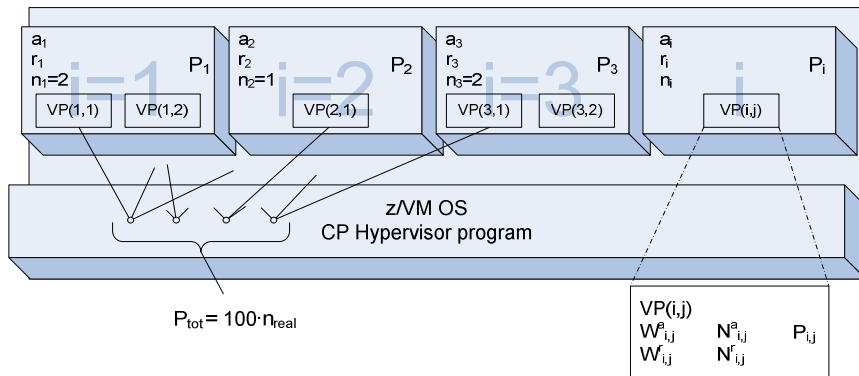 a1
r1
n1=2
i=1
P1
VP(1,1)
VP(1,2)
a2
r2
n2=1
i=2
P2
VP(2,1)
a3
r3
n3=2
i=3
P3
VP(3,1)
VP(3,2)
ai
ri
ni
i
Pi
VP(i,j)
z/VM OS
CP Hypervisor program
Ptot = 100·nreal
VP(i,j)
Wai,j Nai,j Pi,j
Wri,j Nri,j